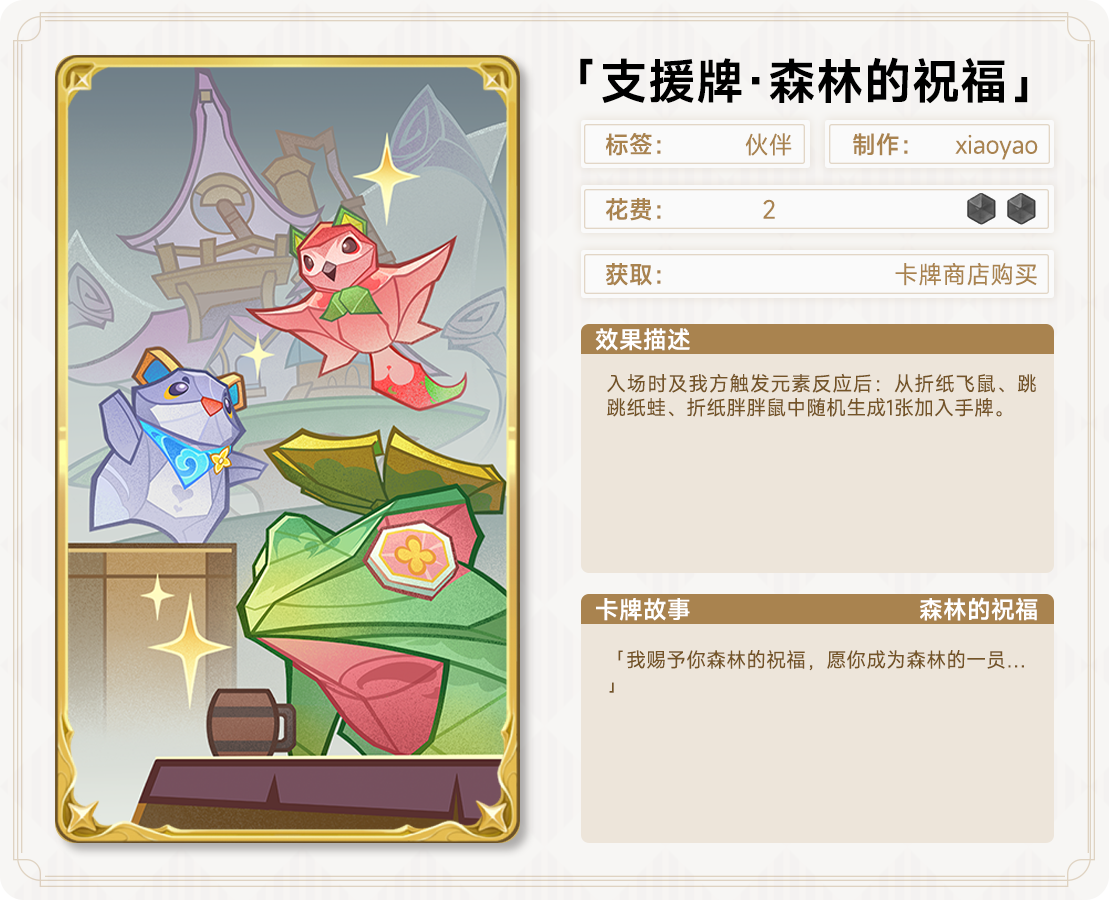 「支援牌·森林的祝福」
标签： 伙伴
制作： xiaoyao
花费： 2
获取： 卡牌商店购买
效果描述
入场时及我方触发元素反应后：从折纸飞鼠、跳
跳纸蛙、折纸胖胖鼠中随机生成1张加入手牌。
卡牌故事 森林的祝福
「我赐予你森林的祝福，愿你成为森林的一员...
」